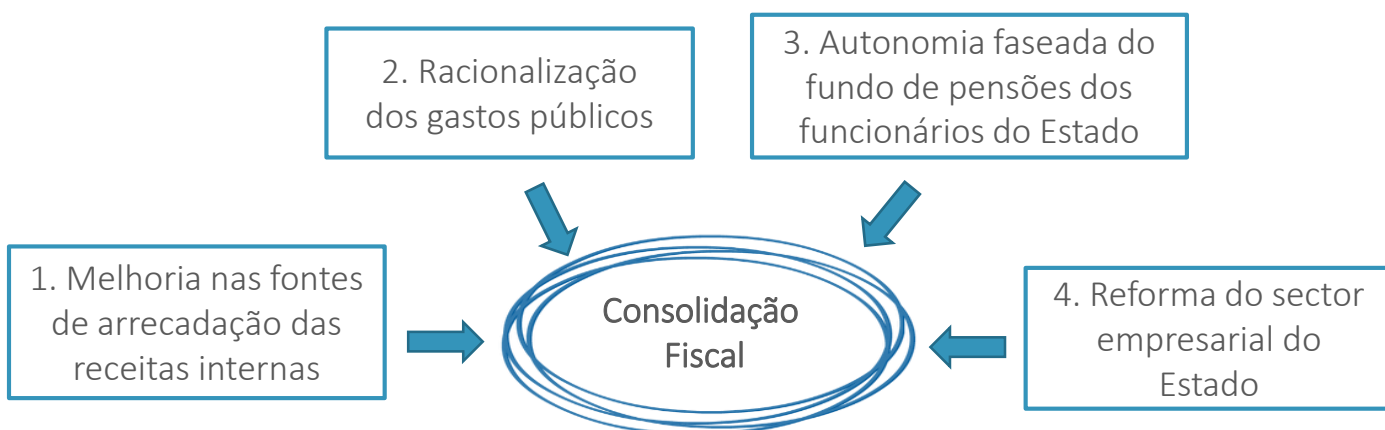 1. Melhoria nas fontes
de arrecadação das
receitas internas
2. Racionalização
dos gastos públicos
3. Autonomia faseada do
fundo de pensões dos
funcionários do Estado
4. Reforma do sector
empresarial do
Estado
Consolidação
Fiscal